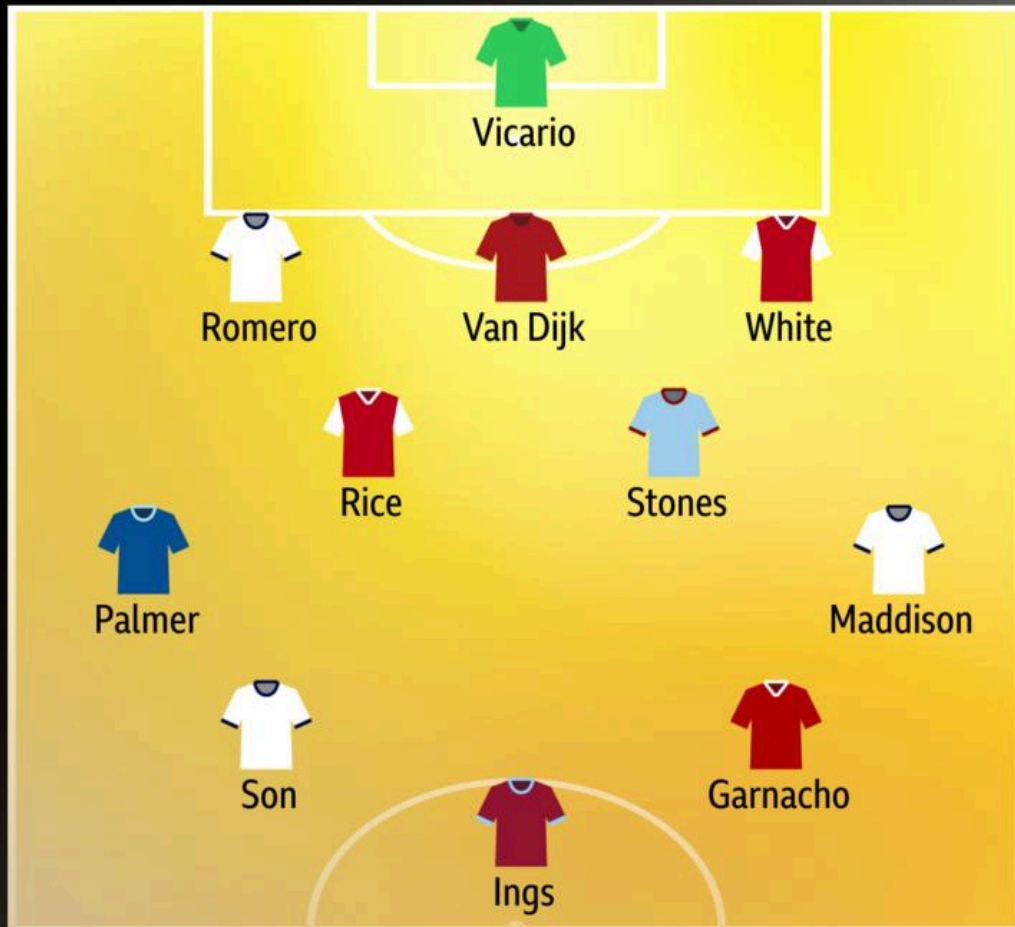 Vicario
Romero Van Dijk White
Rice Stones
Palmer Maddison
Son Garnacho
Ings